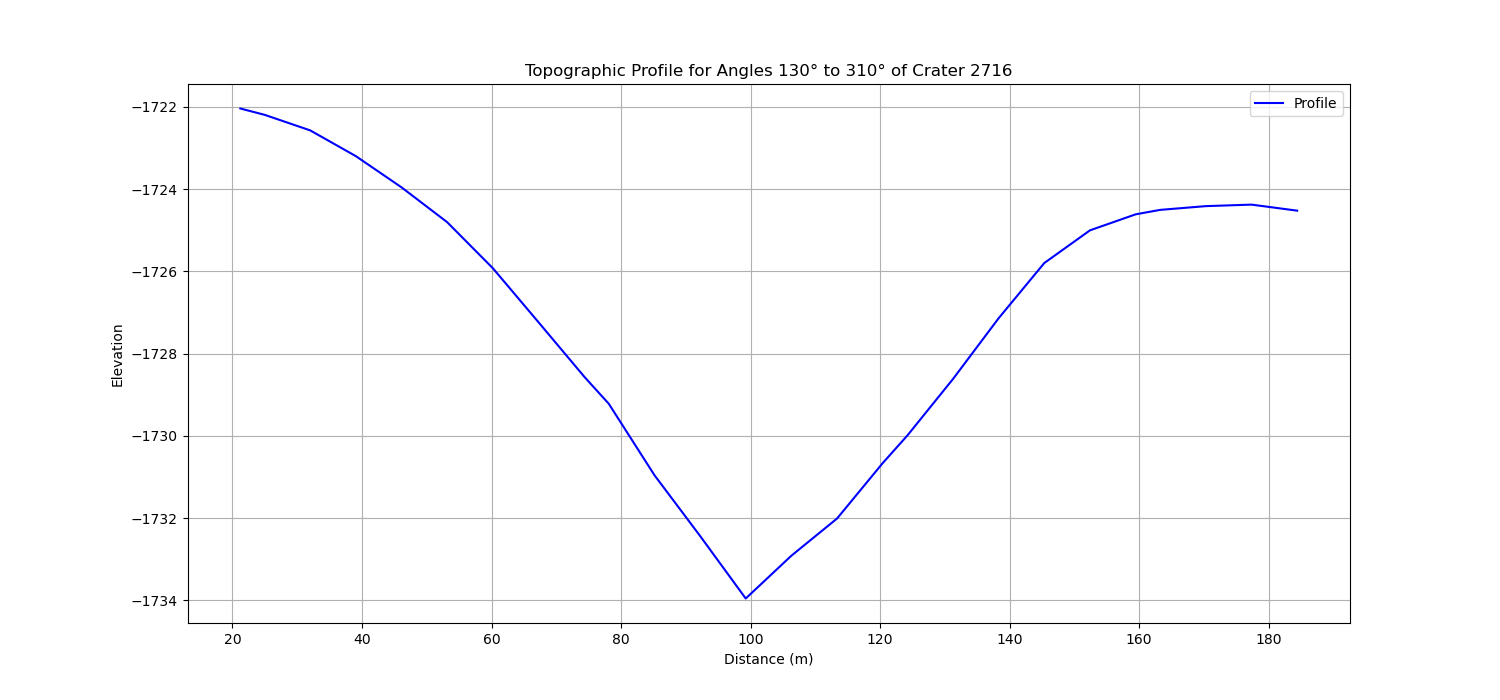 Topographic Profile for Angles 130° to 310° of Crater 2716
Profile
−1722
−1724
−1726
−1728
−1730
−1732
−1734
Elevation
20 40 60 80 100 120 140 160 180
Distance (m)